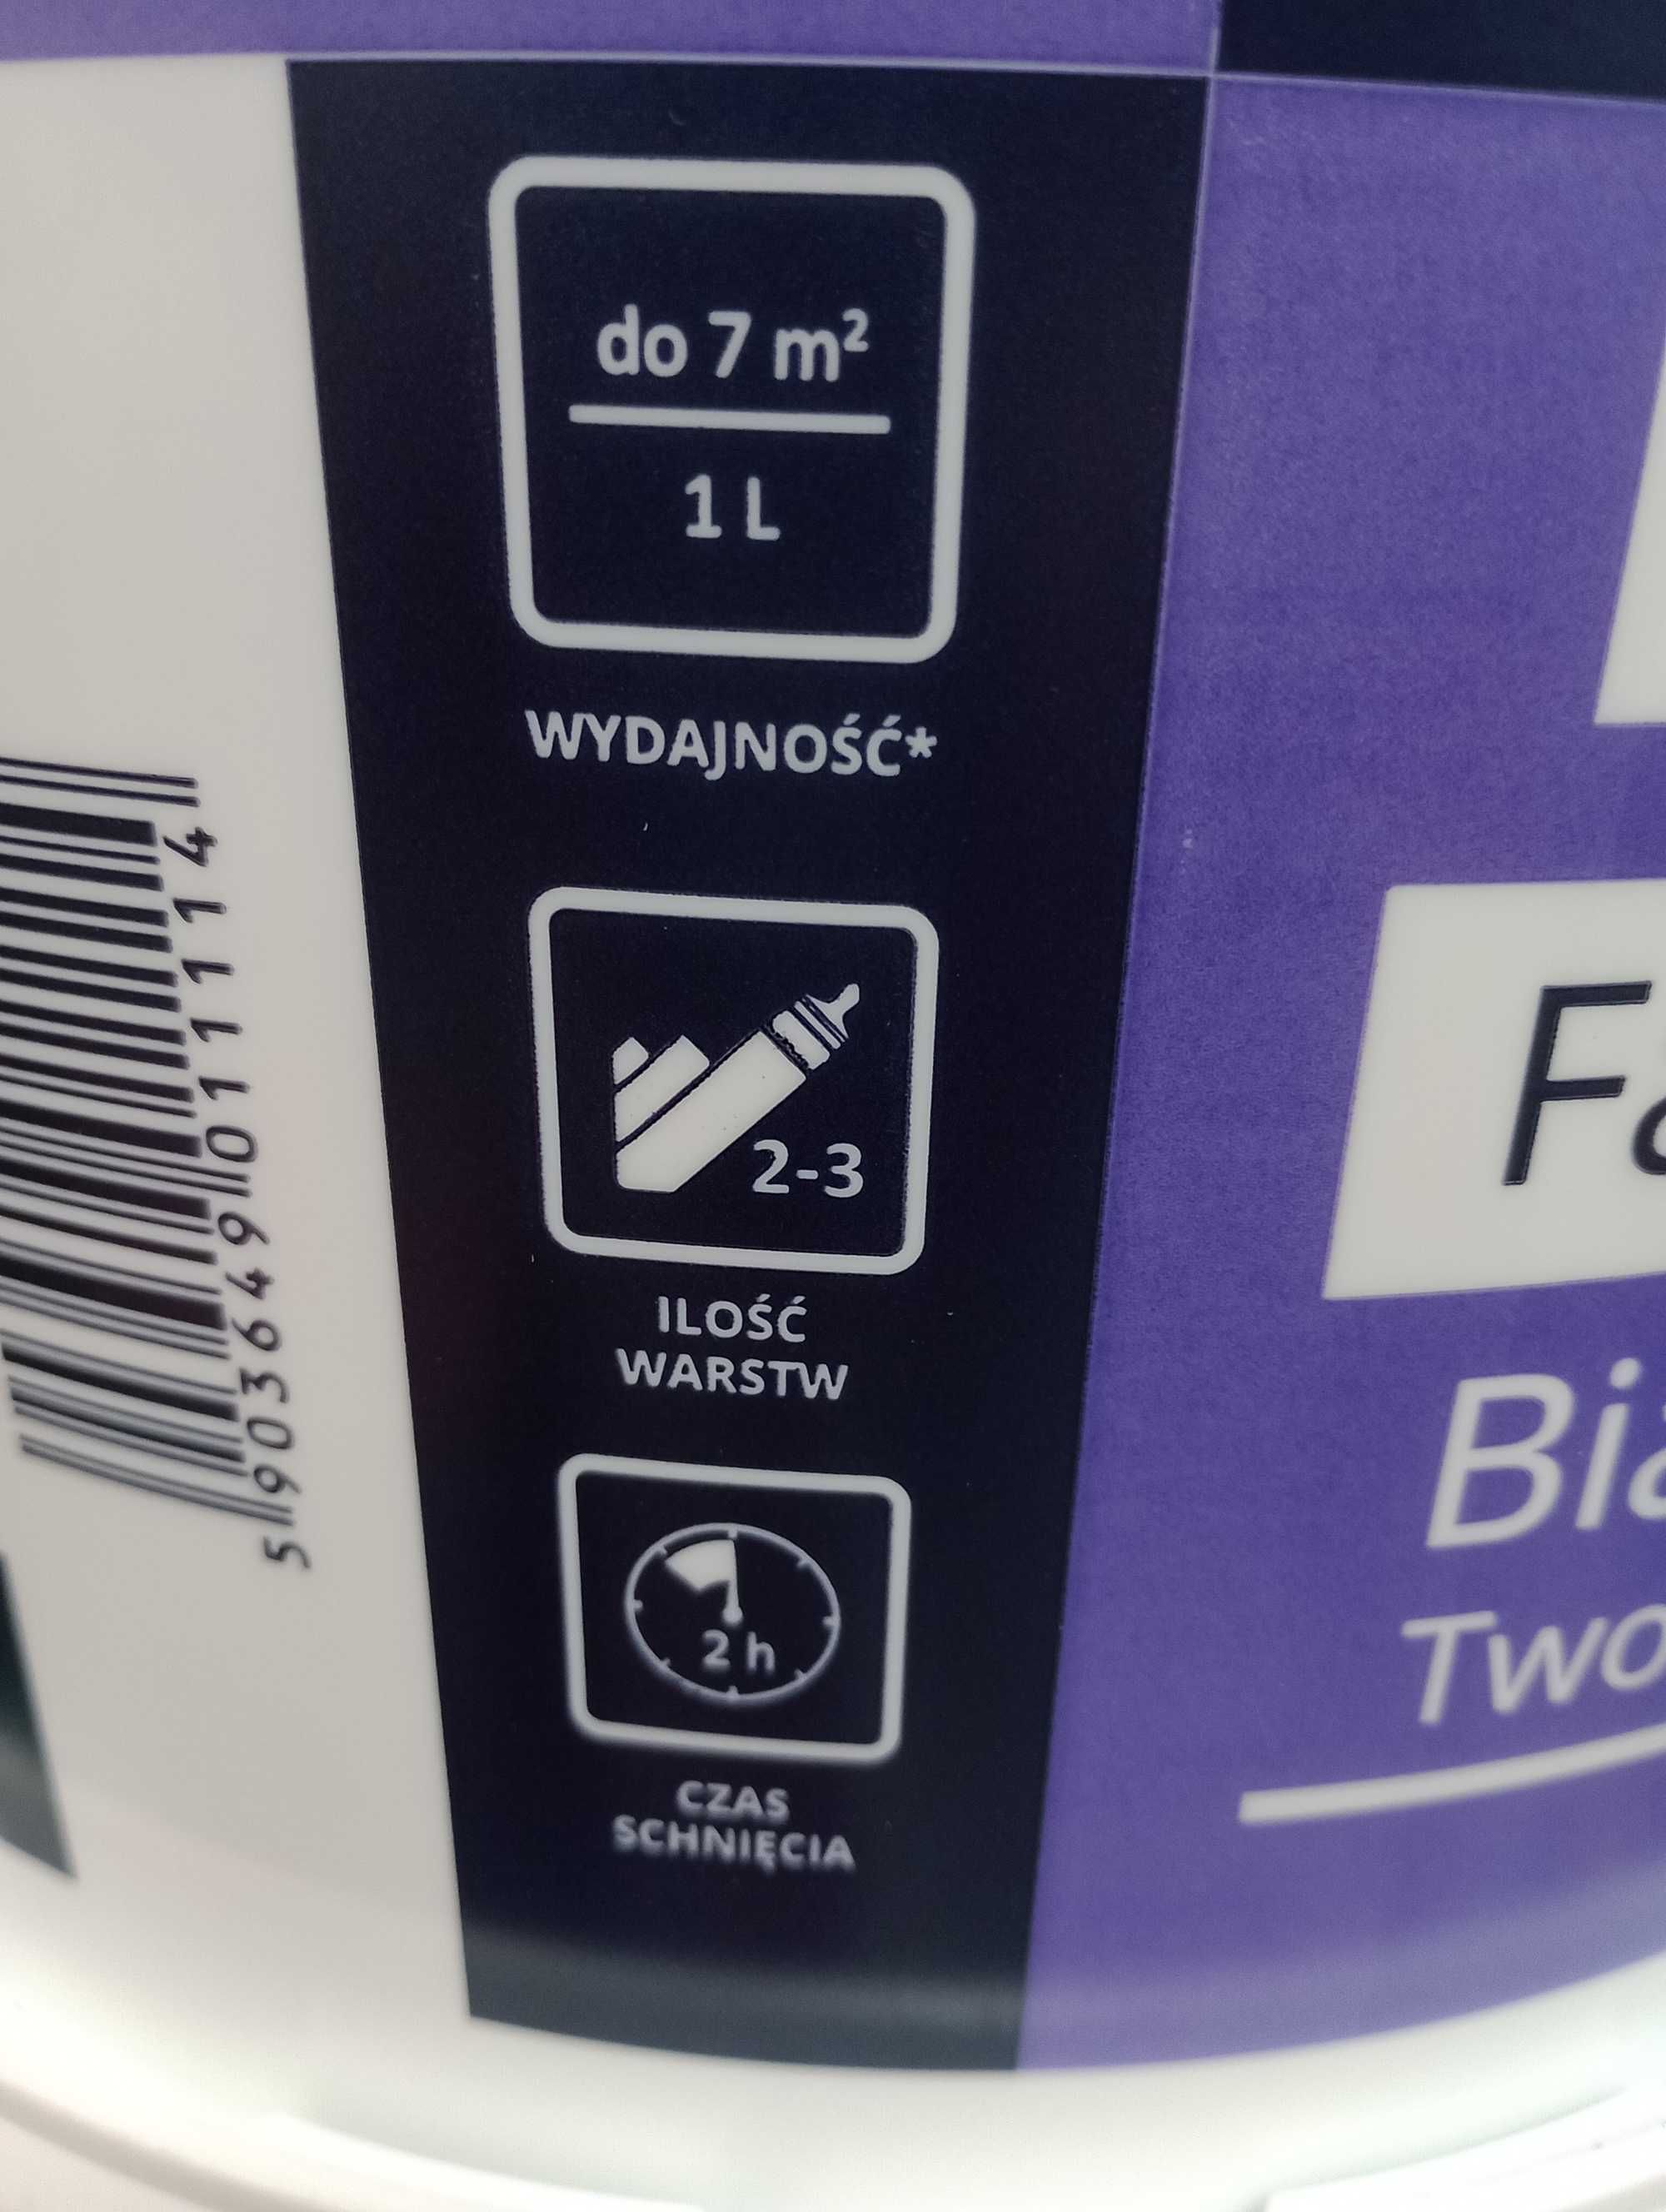 do 7 m²
1 L
WYDAJNOŚĆ*
2-3
ILOŚĆ
WARSTW
2 h
CZAS
SCHNIĘCIA
5 903649 011114